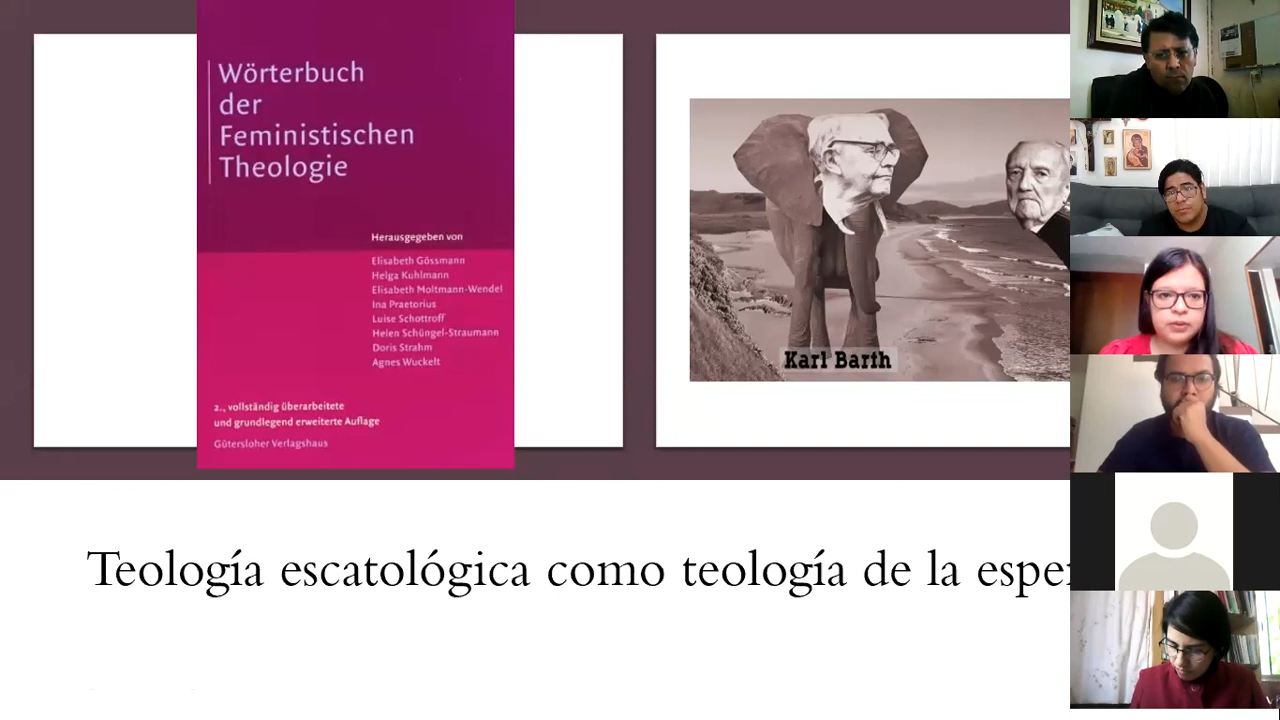 Wörterbuch
der
Feministischen
Theologie
Herausgegeben von
Elisabeth Gössmann
Helga Kuhlmann
Elisabeth Moltmann-Wendel
Ina Praetorius
Luise Schottroff
Helen Schüngel-Straumann
Doris Strahm
Agnes Wuckelt
2., vollständig überarbeitete
und grundlegend erweiterte Auflage
Gütersloher Verlagshaus
Karl Barth
Teología escatológica como teología de la